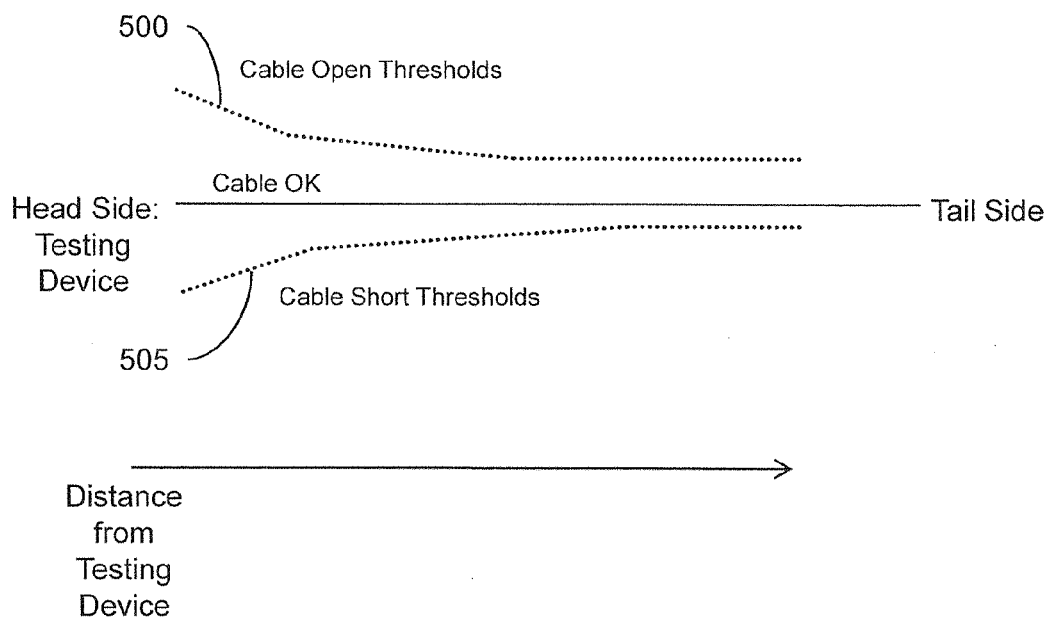 500
Cable Open Thresholds
Cable OK
Head Side:
Testing
Device
Tail Side
Cable Short Thresholds
505
Distance
from
Testing
Device